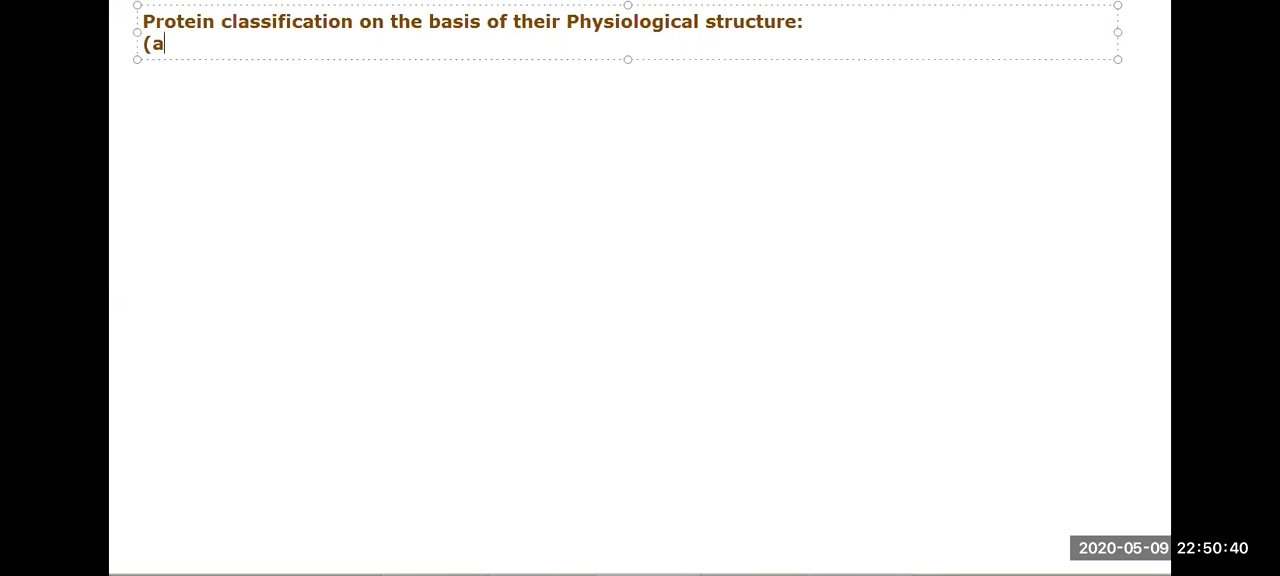 Protein classification on the basis of their Physiological structure:
(a
2020-05-09 22:50:40